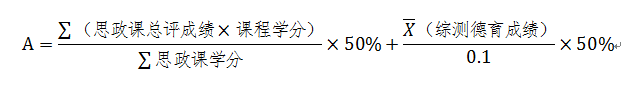 A = ∑（思政课总评成绩×课程学分） / ∑思政课学分 × 50% + X̅（综测德育成绩） / 0.1 × 50%